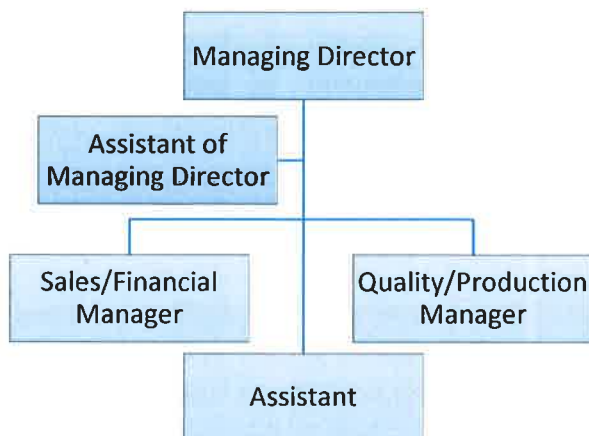 Managing Director
Assistant of
Managing Director
Sales/Financial
Manager
Quality/Production
Manager
Assistant